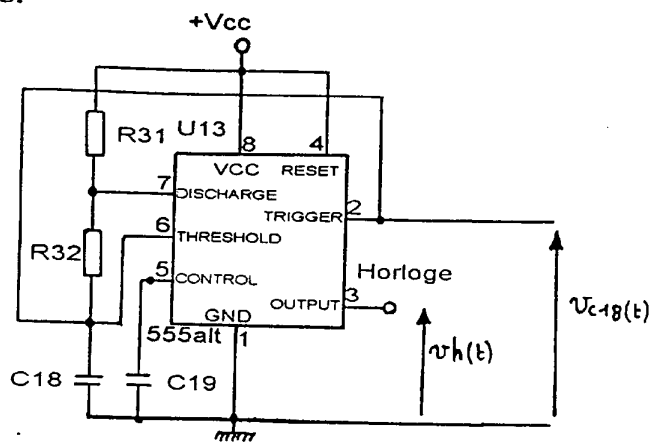 +Vcc
R31
U13
8
4
VCC
RESET
7
DISCHARGE
TRIGGER
2
6
THRESHOLD
R32
5
CONTROL
Horloge
OUTPUT
3
GND
555alt
1
vh(t)
vc18(t)
C18
C19